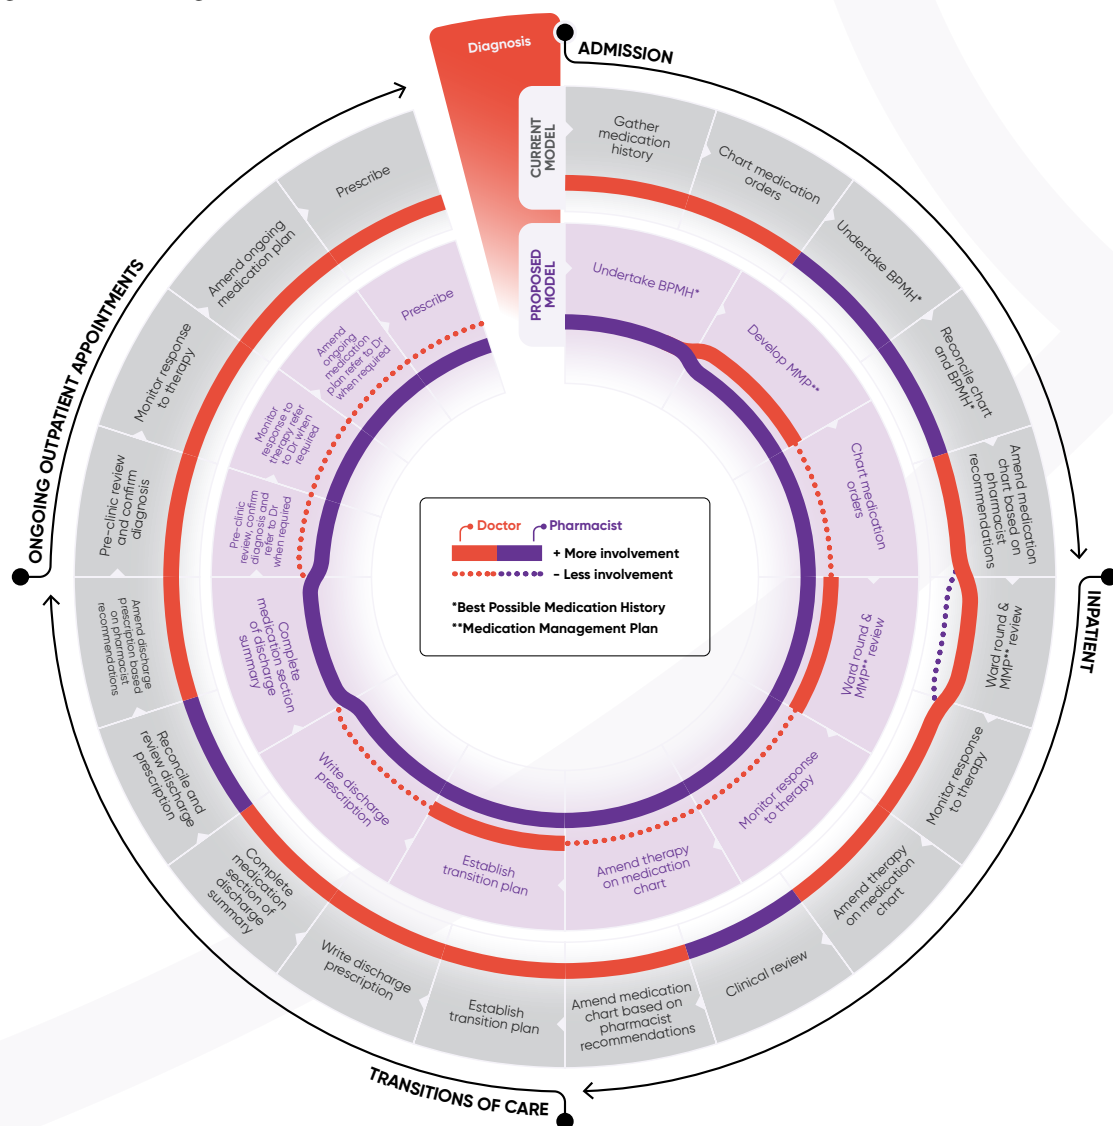 Diagnosis
ADMISSION
CURRENT
MODEL
PROPOSED
MODEL
Gather
medication
history
Chart medication
orders
Undertake BPMH*
Reconcile chart
and BPMH*
Amend medication
chart based on
pharmacist
recommendations
INPATIENT
Ward round &
MMP** review
Monitor response
to therapy
Amend therapy
on medication
chart
Clinical review
Amend medication
chart based on
pharmacist
recommendations
TRANSITIONS OF CARE
Establish
transition plan
Write discharge
prescription
Complete
medication
section of
discharge
summary
Reconcile and
review discharge
prescription
Amend discharge
prescription based
on pharmacist
recommendations
ONGOING OUTPATIENT APPOINTMENTS
Pre-clinic review
and confirm
diagnosis
Monitor response
to therapy
Amend ongoing
medication plan
Prescribe
Undertake BPMH*
Develop MMP**
Chart medication
orders
Ward round &
MMP** review
Monitor response
to therapy
Amend therapy
on medication
chart
Establish
transition plan
Write discharge
prescription
Complete
medication section
of discharge
summary
Pre-clinic
review, confirm
diagnosis and
refer to Dr
when required
Monitor
response to
therapy refer
to Dr when
required
Amend
ongoing
medication
plan refer to Dr
when required
Prescribe
Doctor
Pharmacist
+ More involvement
– Less involvement
*Best Possible Medication History
**Medication Management Plan